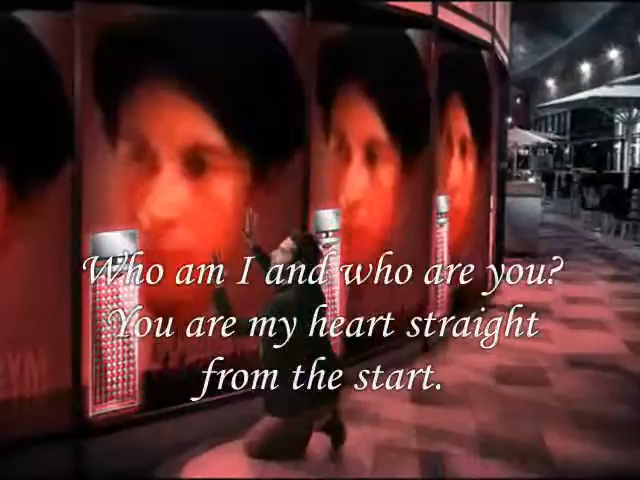 Who am I and who are you?
You are my heart straight
from the start.